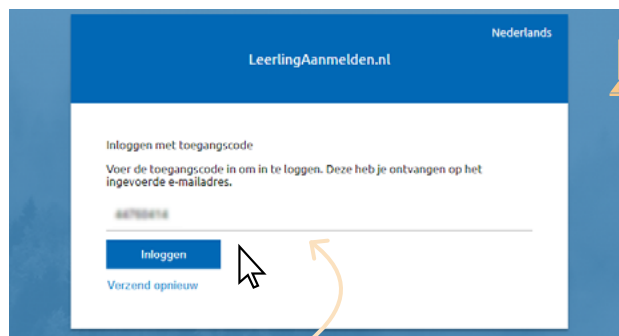 Nederlands
LeerlingAanmelden.nl
Inloggen met toegangscode
Voer de toegangscode in om in te loggen. Deze heb je ontvangen op het
ingevoerde e-mailadres.
Inloggen
Verzend opnieuw